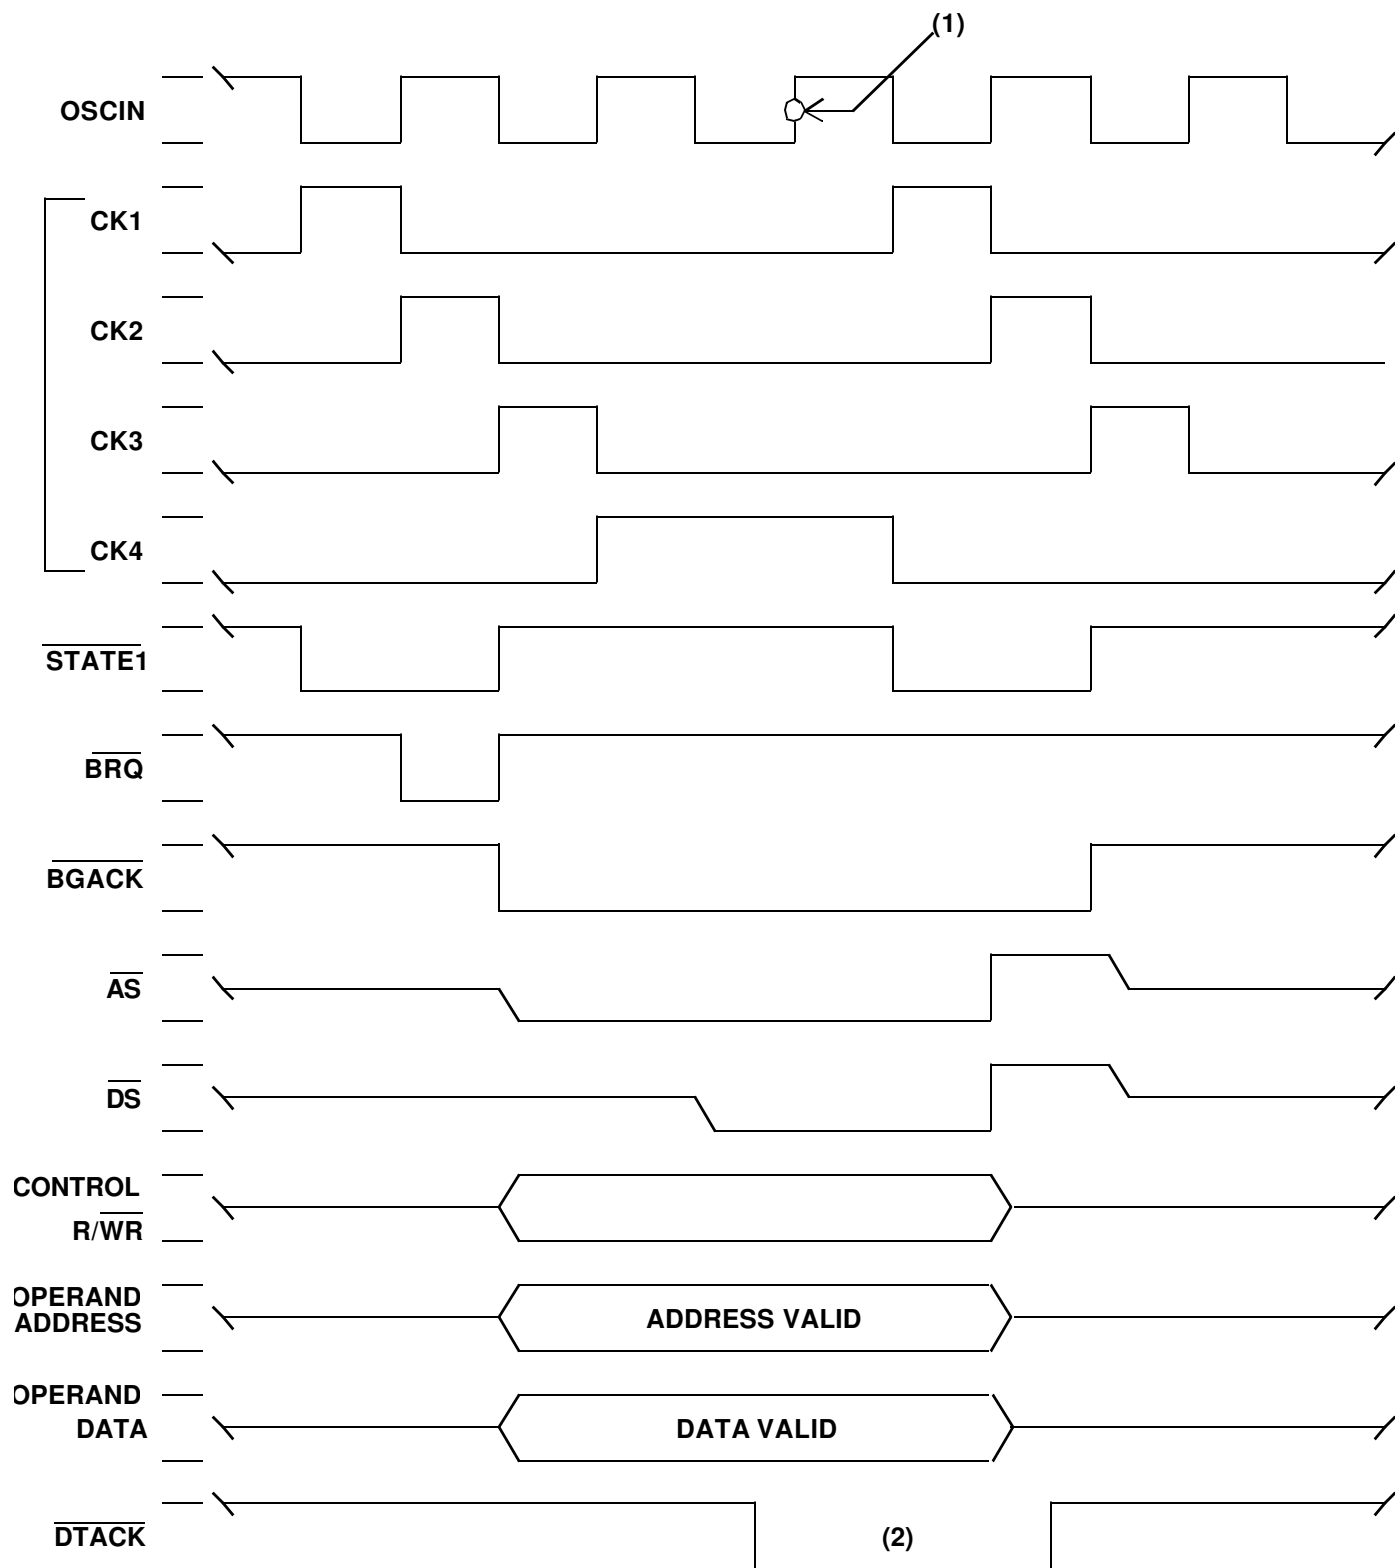 (1)
OSCIN
CK1
CK2
CK3
CK4
STATE1
BRQ
BGACK
AS
DS
CONTROL
R/WR
OPERAND
ADDRESS
ADDRESS VALID
OPERAND
DATA
DATA VALID
DTACK
(2)